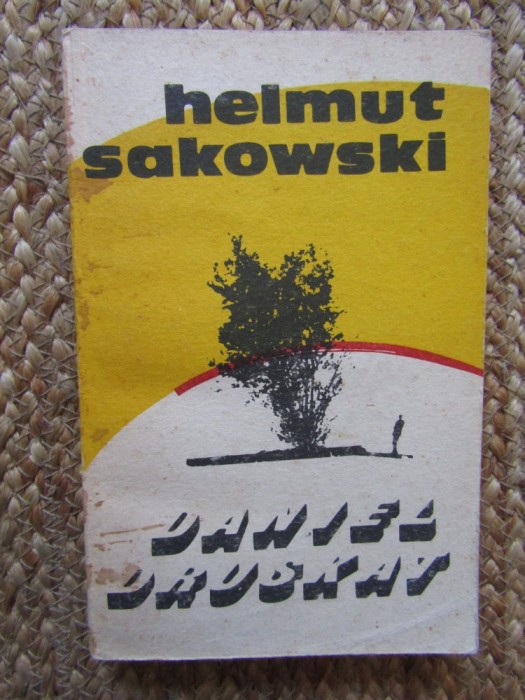 helmut
sakowski
DANIEL
DRUSKAT